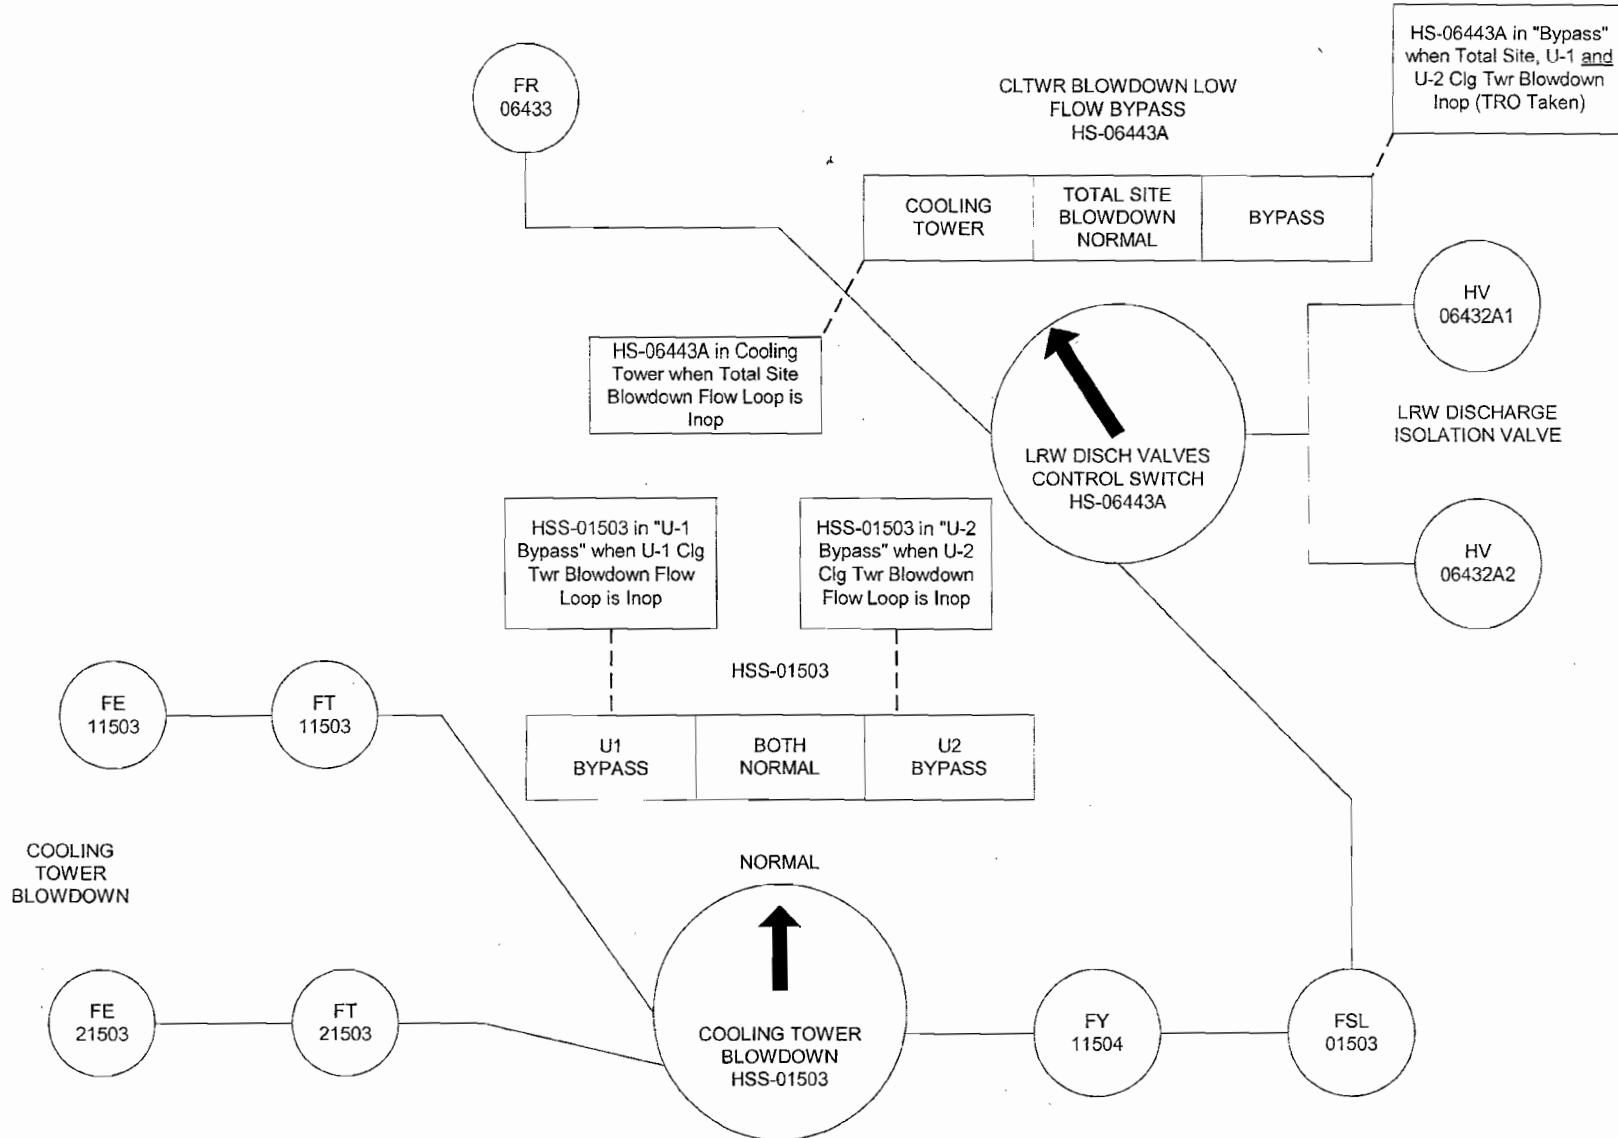 HS-06443A in "Bypass"
when Total Site, U-1 and
U-2 Clg Twr Blowdown
Inop (TRO Taken)
FR
06433
CLTWR BLOWDOWN LOW
FLOW BYPASS
HS-06443A
COOLING
TOWER
TOTAL SITE
BLOWDOWN
NORMAL
BYPASS
HV
06432A1
HS-06443A in Cooling
Tower when Total Site
Blowdown Flow Loop is
Inop
LRW DISCH VALVES
CONTROL SWITCH
HS-06443A
LRW DISCHARGE
ISOLATION VALVE
HV
06432A2
HSS-01503 in "U-1
Bypass" when U-1 Clg
Twr Blowdown Flow
Loop is Inop
HSS-01503 in "U-2
Bypass" when U-2
Clg Twr Blowdown
Flow Loop is Inop
HSS-01503
FE
11503
FT
11503
U1
BYPASS
BOTH
NORMAL
U2
BYPASS
COOLING
TOWER
BLOWDOWN
NORMAL
FE
21503
FT
21503
COOLING TOWER
BLOWDOWN
HSS-01503
FY
11504
FSL
01503